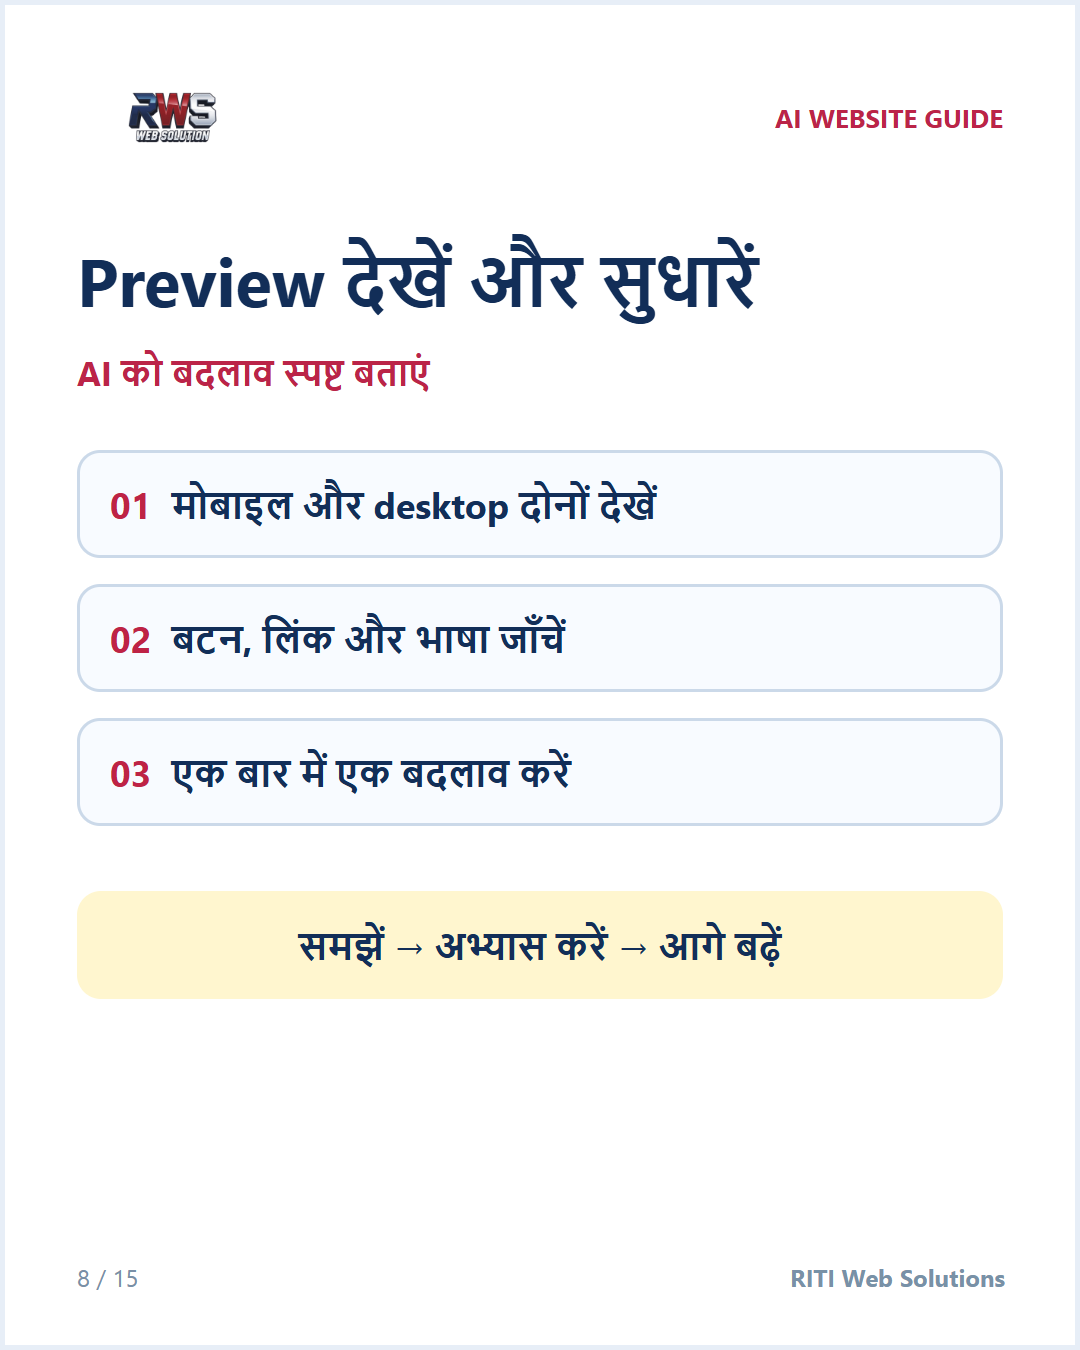 RWS
WEB SOLUTION
AI WEBSITE GUIDE
Preview देखें और सुधारें
AI को बदलाव स्पष्ट बताएं
01 मोबाइल और desktop दोनों देखें
02 बटन, लिंक और भाषा जाँचें
03 एक बार में एक बदलाव करें
समझें → अभ्यास करें → आगे बढ़ें
8 / 15
RITI Web Solutions